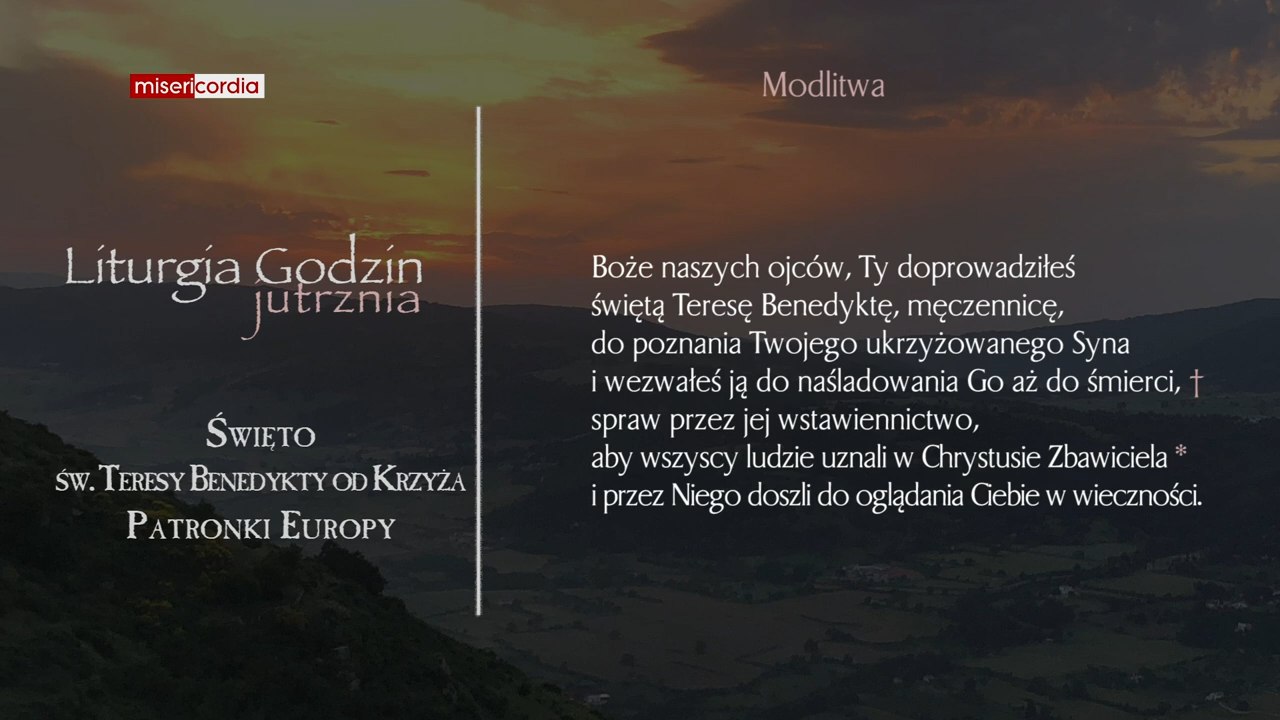 misericordia
Liturgia Godzin
jutrznia
Święto
św. Teresy Benedykty od Krzyża
Patronki Europy
Modlitwa
Boże naszych ojców, Ty doprowadziłeś
świętą Teresę Benedyktę, męczennicę,
do poznania Twojego ukrzyżowanego Syna
i wezwałeś ją do naśladowania Go aż do śmierci, †
spraw przez jej wstawiennictwo,
aby wszyscy ludzie uznali w Chrystusie Zbawiciela *
i przez Niego doszli do oglądania Ciebie w wieczności.